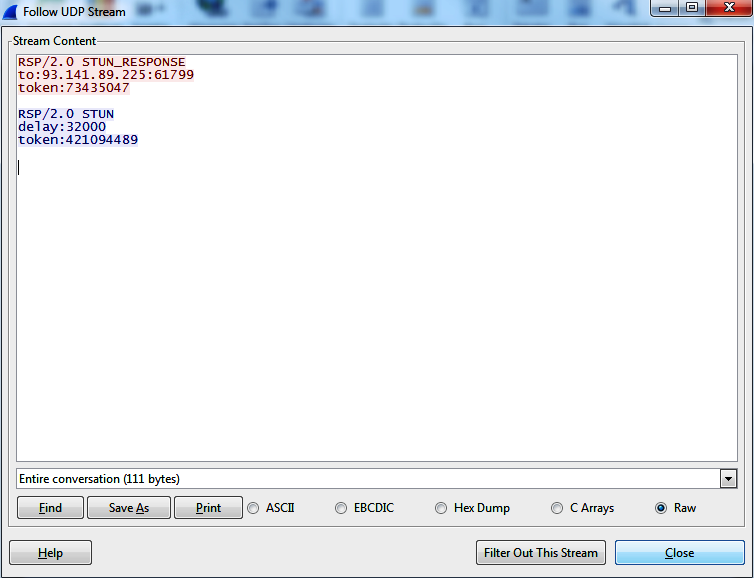 Follow UDP Stream
Stream Content
RSP/2.0 STUN_RESPONSE
to:93.141.89.225:61799
token:73435047
RSP/2.0 STUN
delay:32000
token:421094489
Entire conversation (111 bytes)
Find Save As Print ASCII EBCDIC Hex Dump C Arrays Raw
Help Filter Out This Stream Close